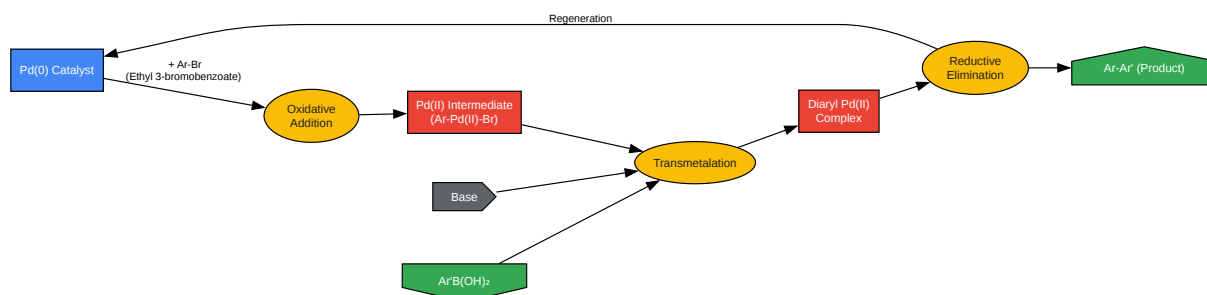 Regeneration
Pd(0) Catalyst
+ Ar-Br
(Ethyl 3-bromobenzoate)
Oxidative
Addition
Pd(II) Intermediate
(Ar-Pd(II)-Br)
Base
Ar'B(OH)₂
Transmetalation
Diaryl Pd(II)
Complex
Reductive
Elimination
Ar-Ar' (Product)